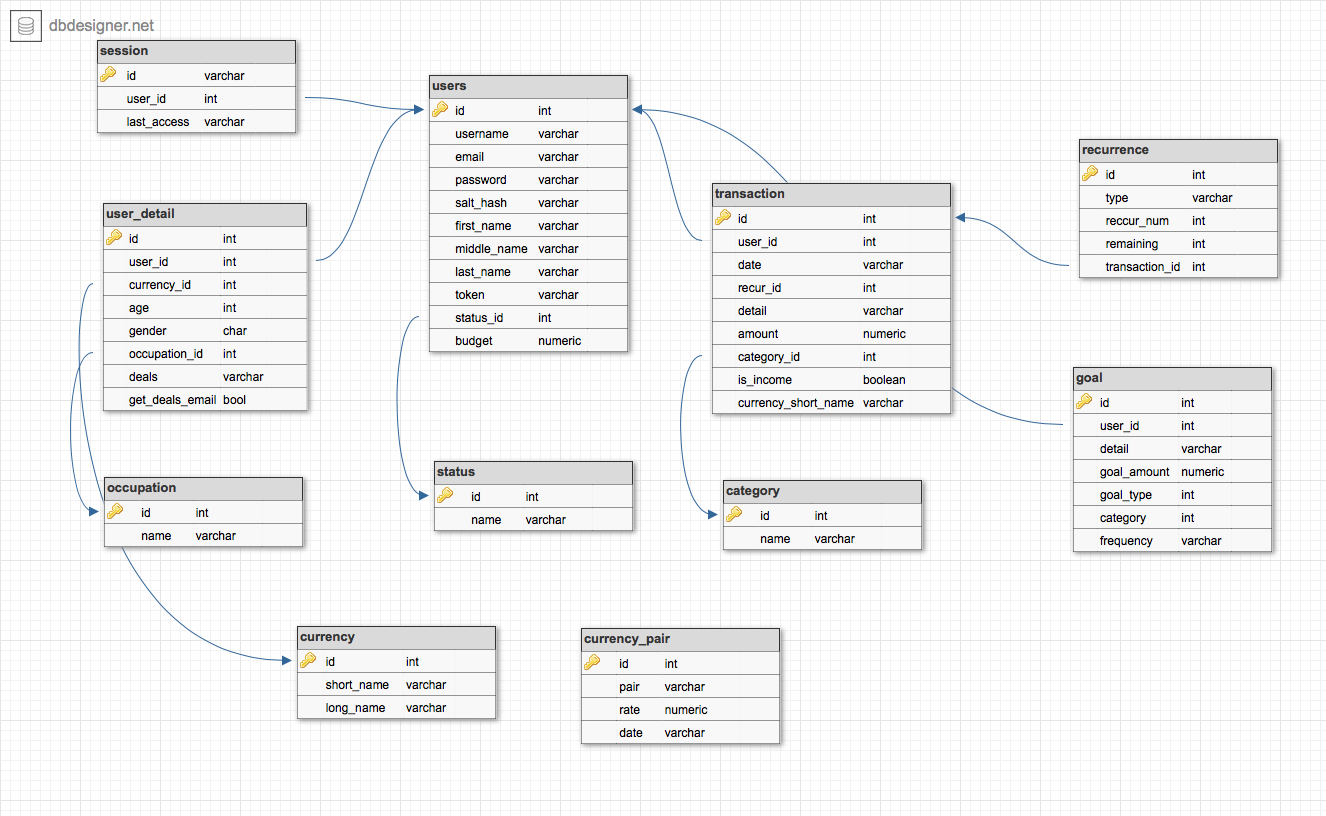 dbdesigner.net
session
id varchar
user_id int
last_access varchar
users
id int
username varchar
email varchar
password varchar
salt_hash varchar
first_name varchar
middle_name varchar
last_name varchar
token varchar
status_id int
budget numeric
user_detail
id int
user_id int
currency_id int
age int
gender char
occupation_id int
deals varchar
get_deals_email bool
transaction
id int
user_id int
date varchar
recur_id int
detail varchar
amount numeric
category_id int
is_income boolean
currency_short_name varchar
recurrence
id int
type varchar
reccur_num int
remaining int
transaction_id int
goal
id int
user_id int
detail varchar
goal_amount numeric
goal_type int
category int
frequency varchar
occupation
id int
name varchar
status
id int
name varchar
category
id int
name varchar
currency
id int
short_name varchar
long_name varchar
currency_pair
id int
pair varchar
rate numeric
date varchar